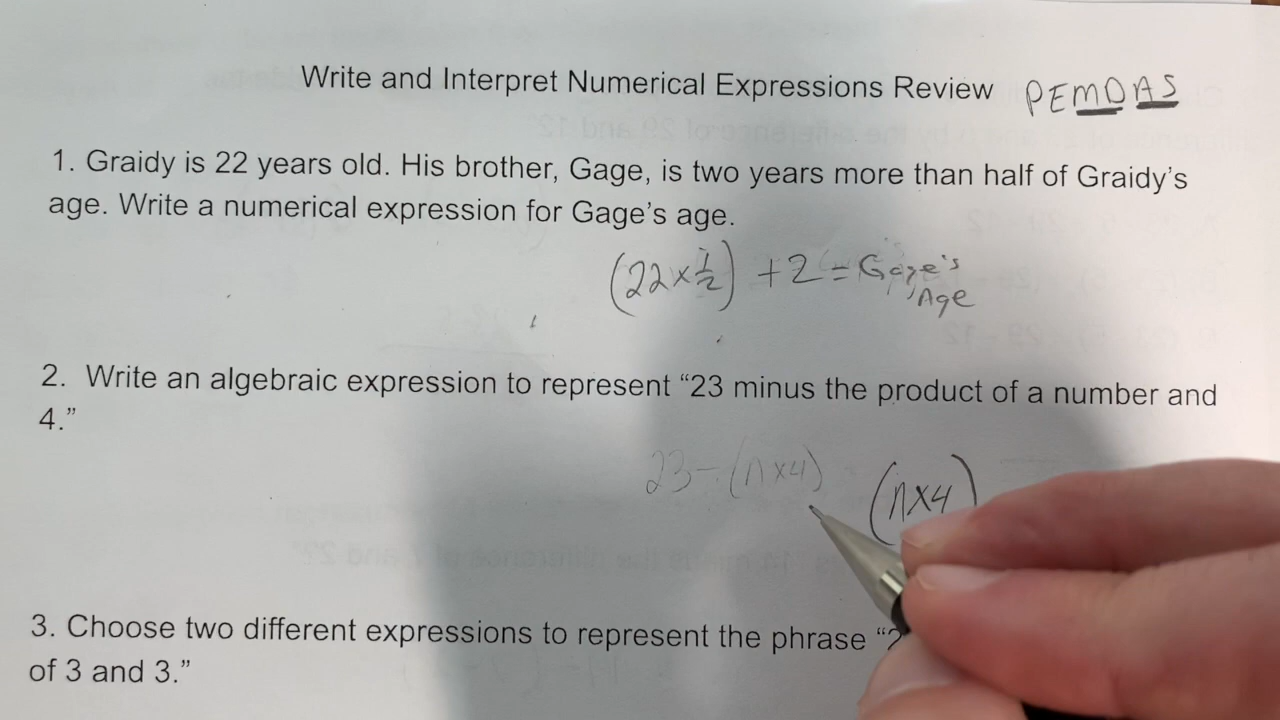 Write and Interpret Numerical Expressions Review PEMDAS
1. Graidy is 22 years old. His brother, Gage, is two years more than half of Graidy's
age. Write a numerical expression for Gage's age.
(22 x 1/2) + 2 = Gage's
Age
2. Write an algebraic expression to represent “23 minus the product of a number and
4.”
23 - (n x 4) (n x 4)
3. Choose two different expressions to represent the phrase “2
of 3 and 3.”